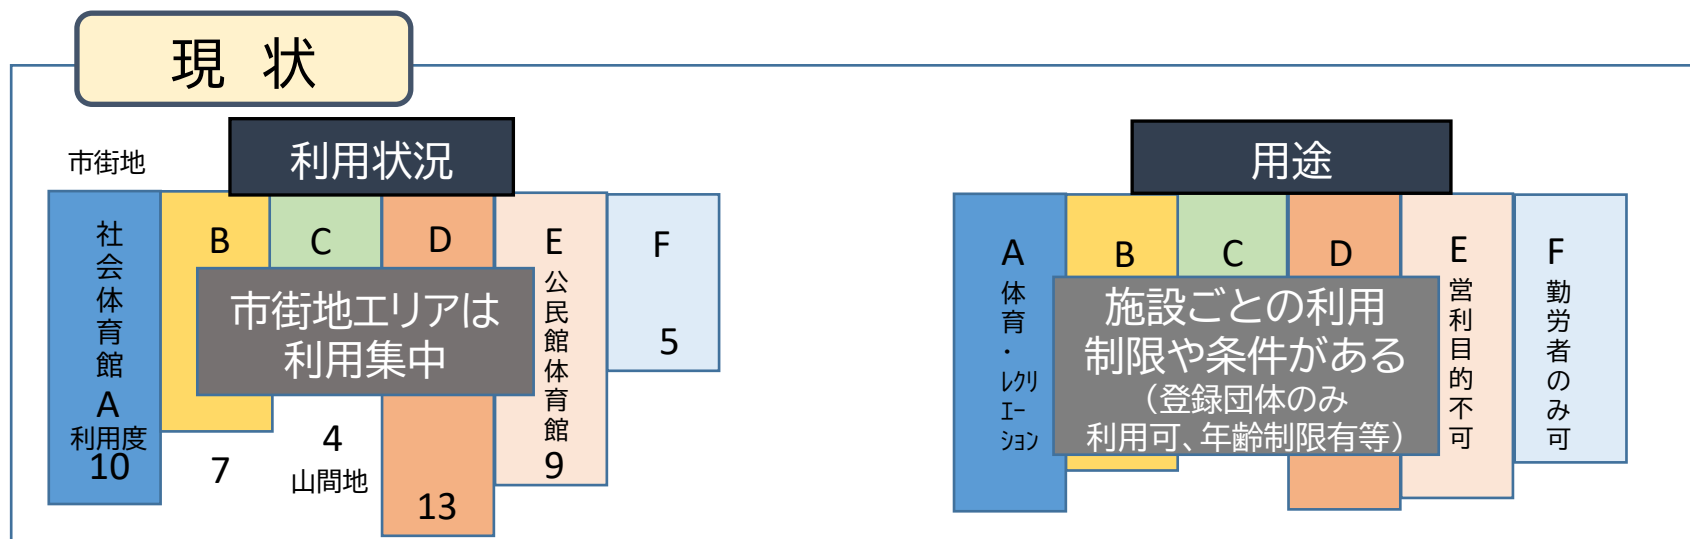 現 状
利用状況
市街地
社会体育館
A
利用度
10
B
7
C
4
山間地
D
13
E
公民館体育館
9
F
5
市街地エリアは
利用集中
用途
A
体育・ﾚｸﾘ
ｴｰ
ｼｮﾝ
B
C
D
E
営利目的不可
F
勤労者のみ可
施設ごとの利用
制限や条件がある
（登録団体のみ
利用可、年齢制限有等）